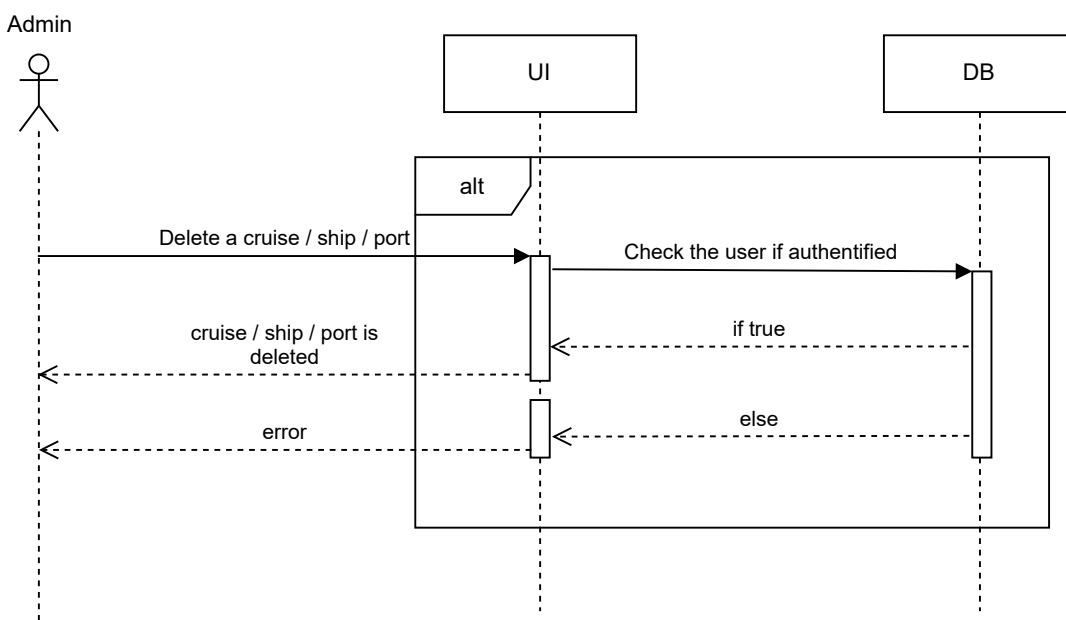 Admin
UI
DB
alt
Delete a cruise / ship / port
Check the user if authentified
if true
cruise / ship / port is
deleted
else
error